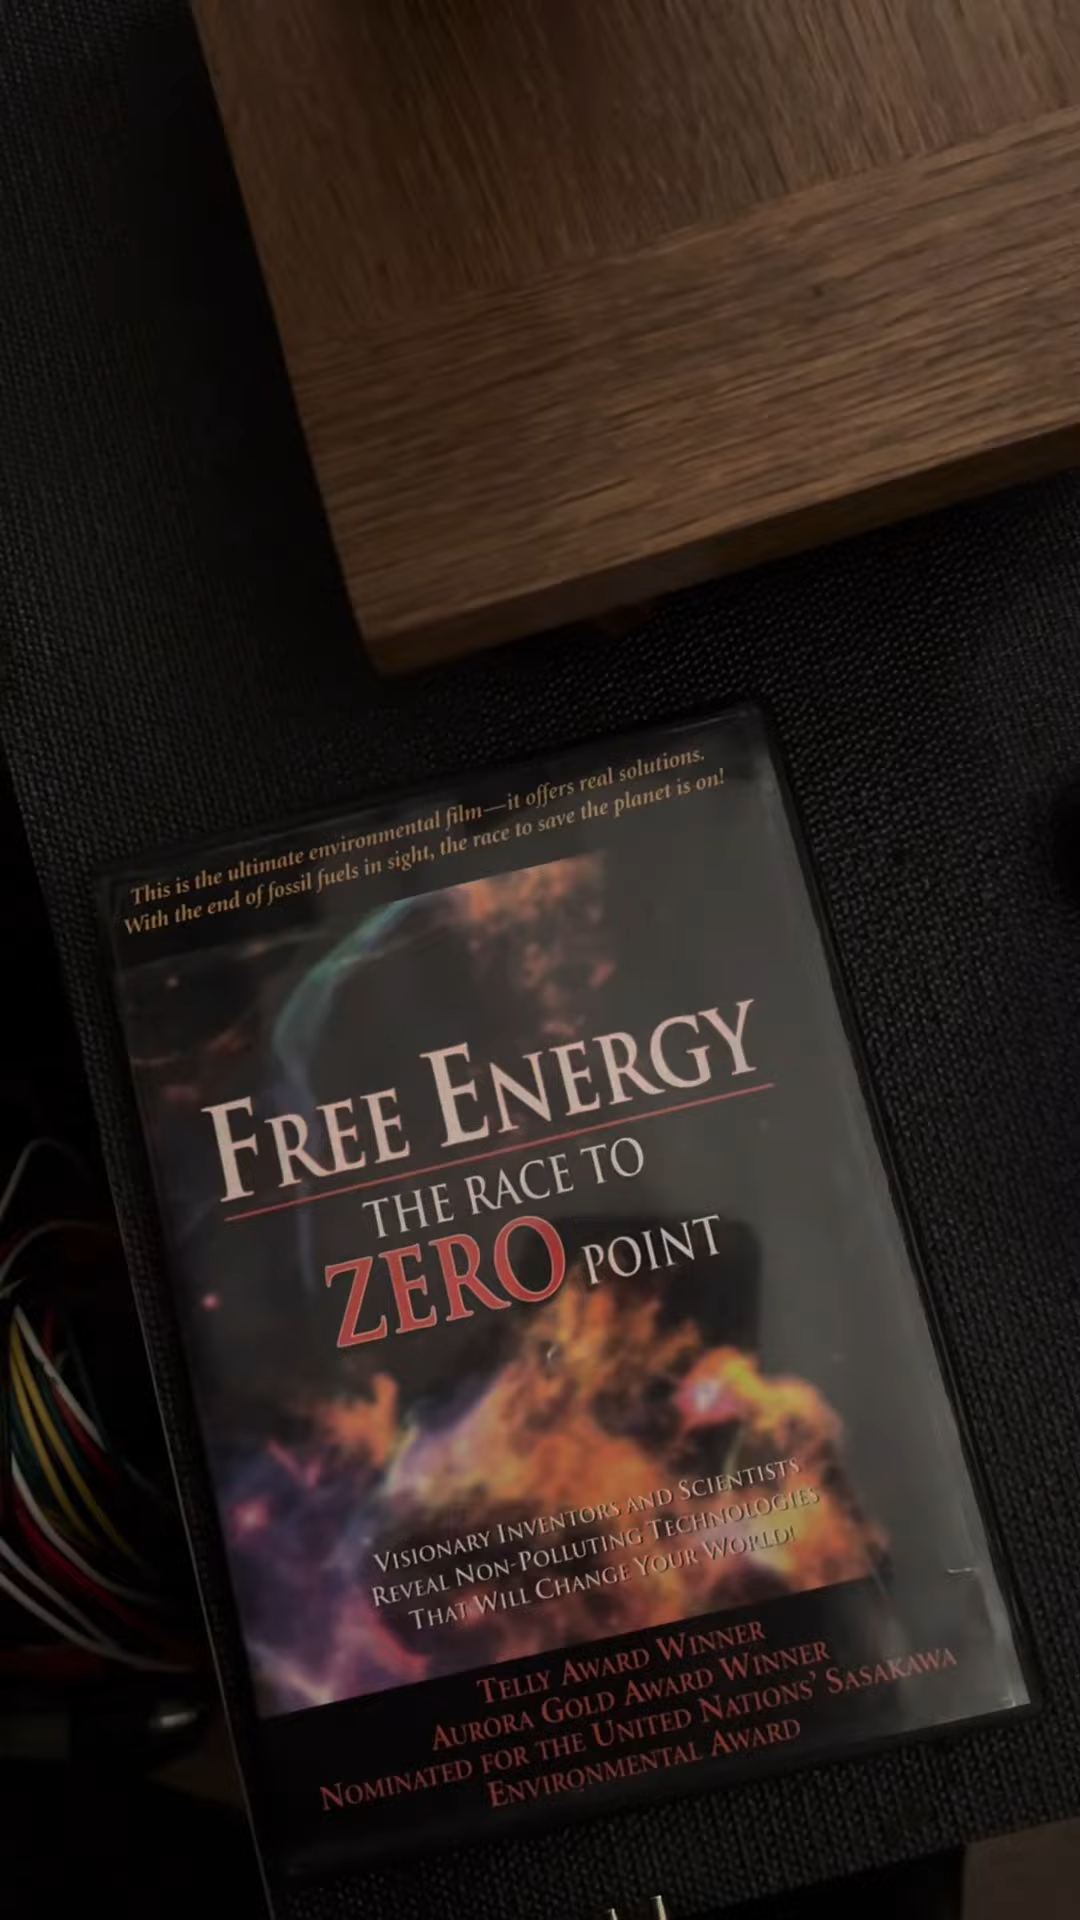 This is the ultimate environmental film—it offers real solutions.
With the end of fossil fuels in sight, the race to save the planet is on!
FREE ENERGY
THE RACE TO
ZERO POINT
VISIONARY INVENTORS AND SCIENTISTS
REVEAL NON-POLLUTING TECHNOLOGIES
THAT WILL CHANGE YOUR WORLD!
TELLY AWARD WINNER
AURORA GOLD AWARD WINNER
NOMINATED FOR THE UNITED NATIONS' SASAKAWA
ENVIRONMENTAL AWARD